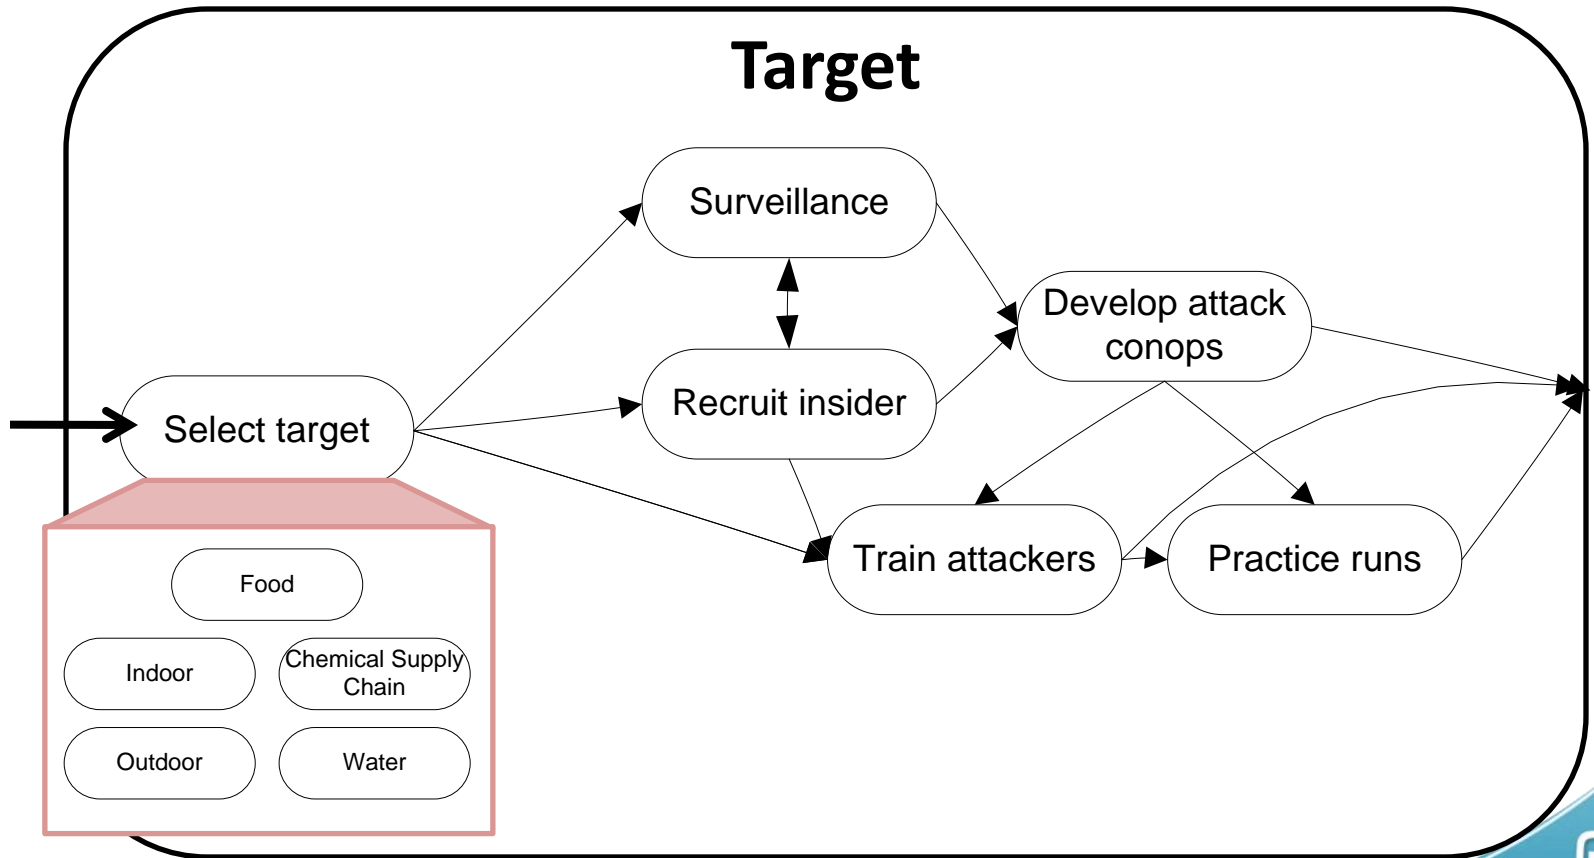 Target
Surveillance
Develop attack
conops
Recruit insider
Select target
Train attackers
Practice runs
Food
Indoor
Chemical Supply
Chain
Outdoor
Water